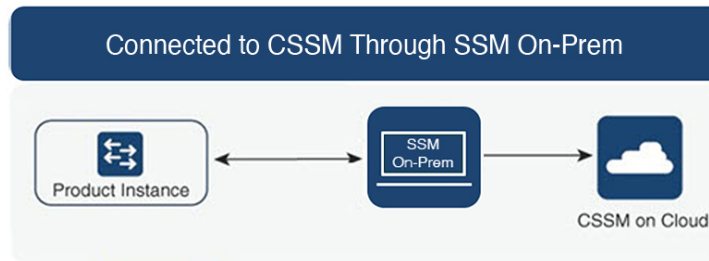 Connected to CSSM Through SSM On-Prem
SSM
On-Prem
Product Instance
CSSM on Cloud